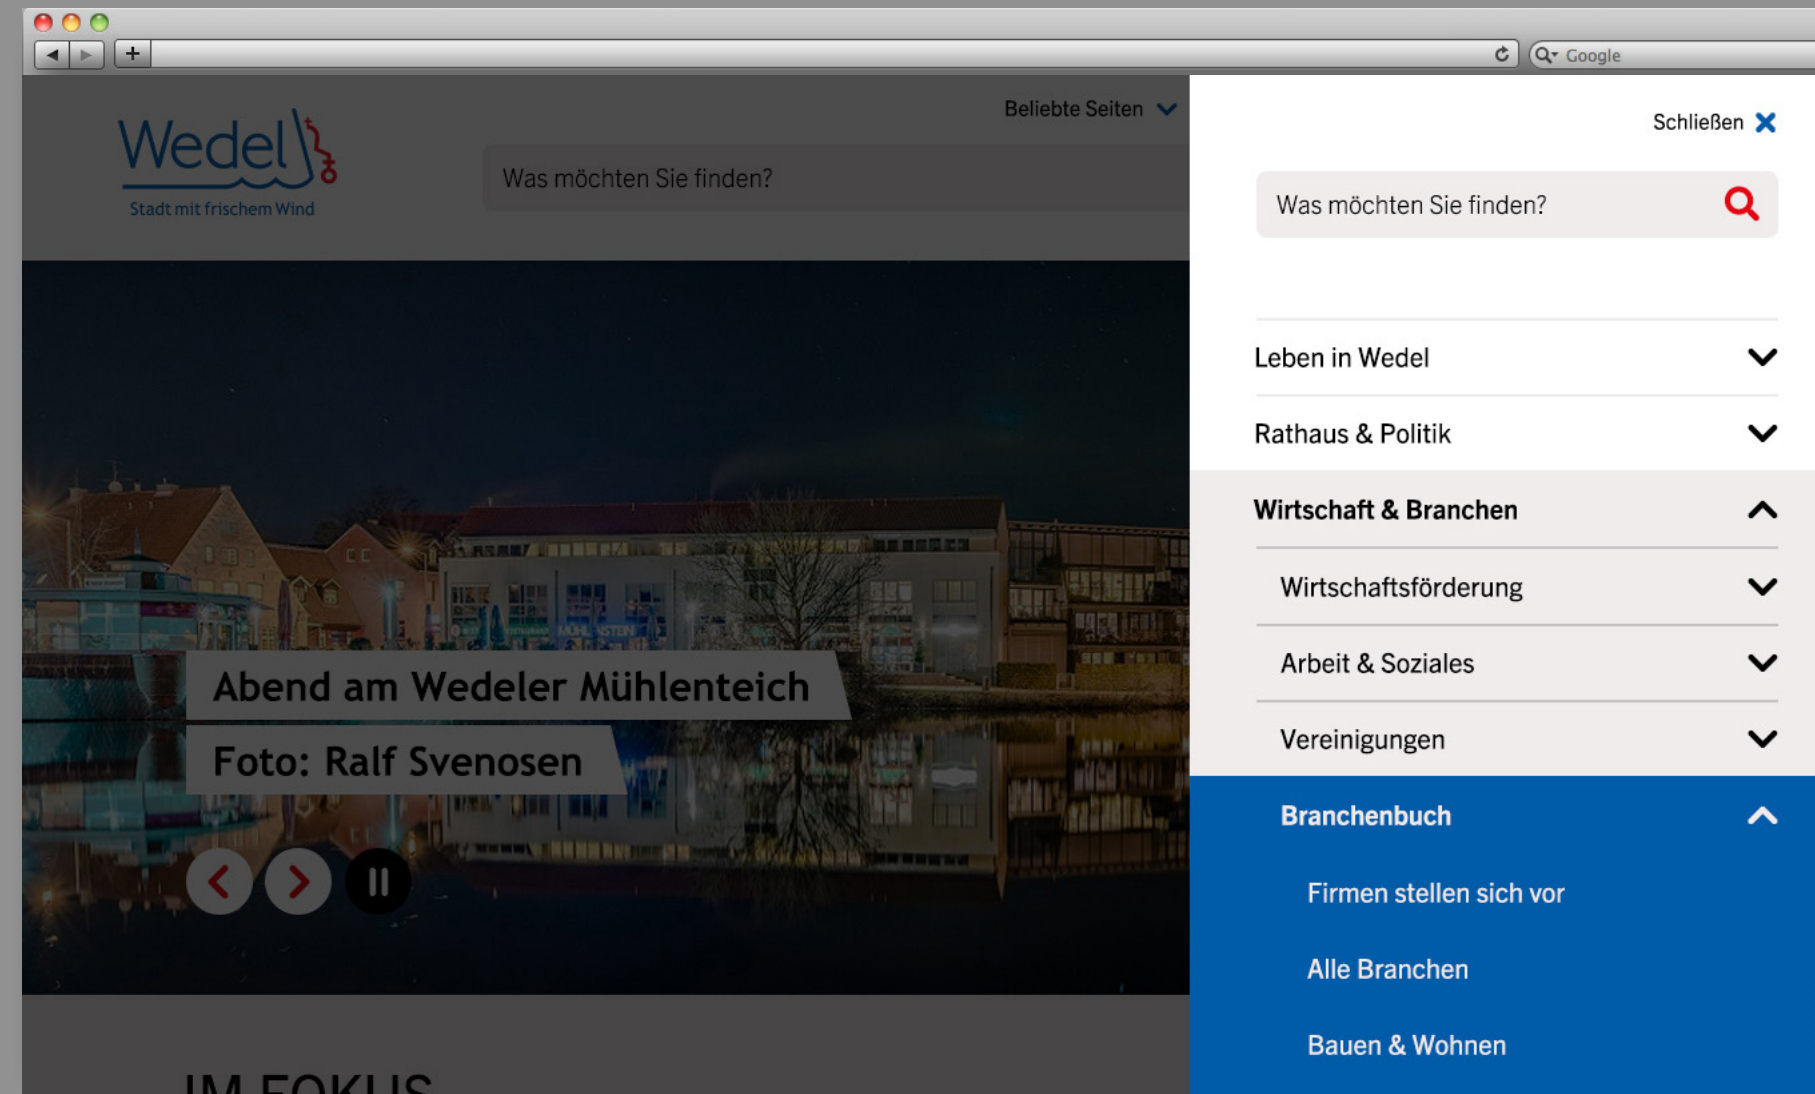 Google
Beliebte Seiten
Wedel
Stadt mit frischem Wind
Was möchten Sie finden?
Abend am Wedeler Mühlenteich
Foto: Ralf Svenosen
MÜHLENSTEIN
IM FOKUS
Schließen
Was möchten Sie finden?
Leben in Wedel
Rathaus & Politik
Wirtschaft & Branchen
Wirtschaftsförderung
Arbeit & Soziales
Vereinigungen
Branchenbuch
Firmen stellen sich vor
Alle Branchen
Bauen & Wohnen